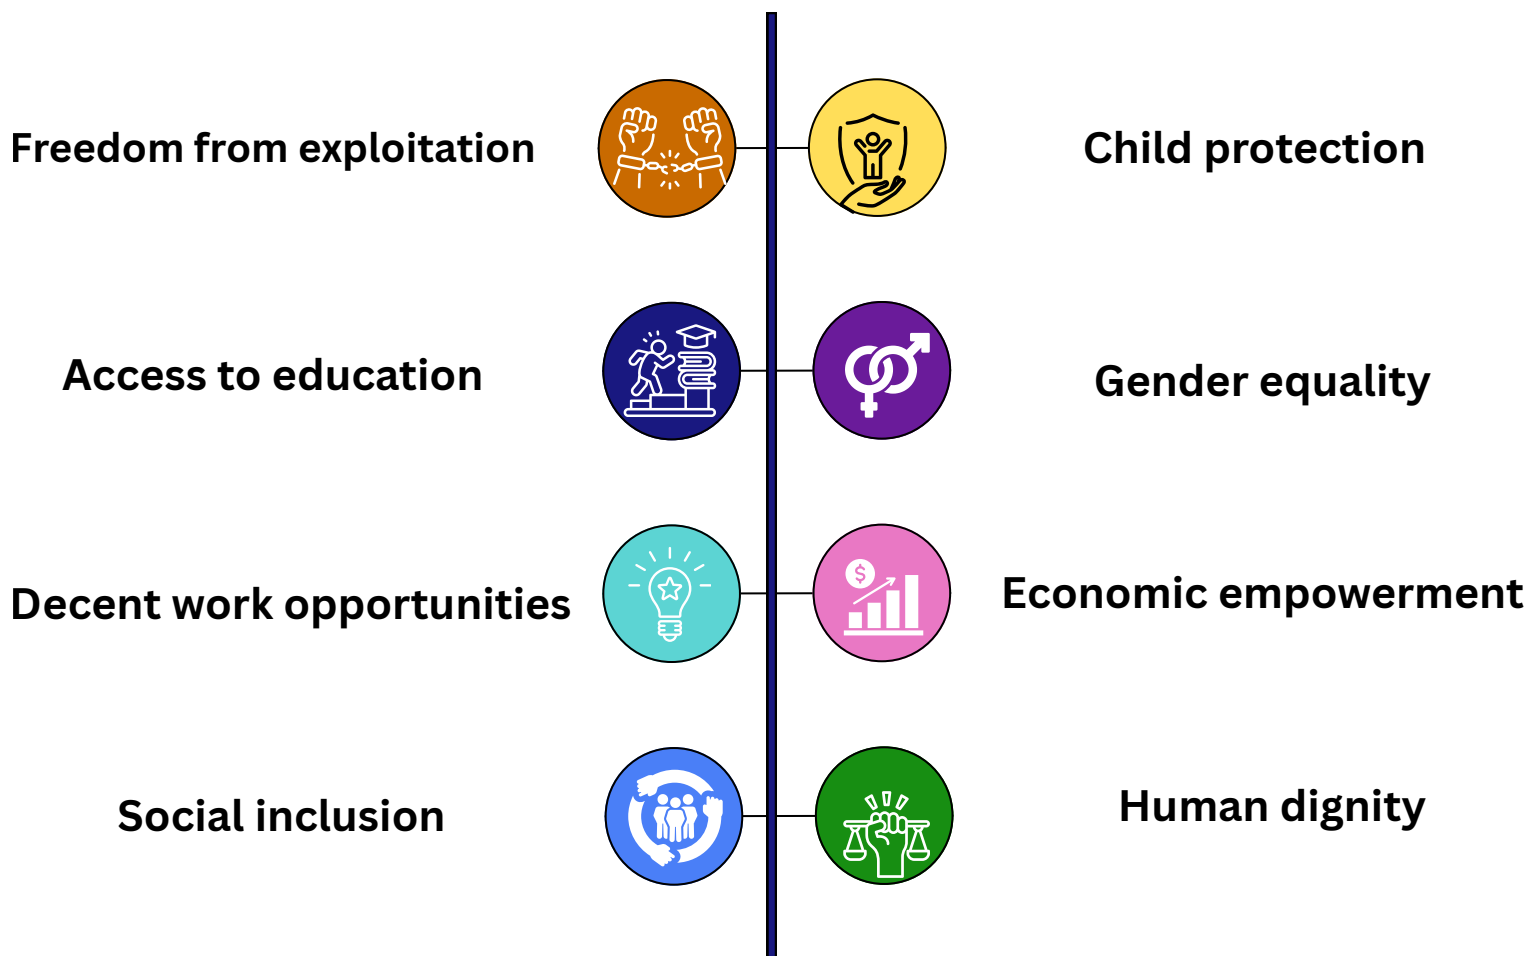 Freedom from exploitation
Child protection
Access to education
Gender equality
Decent work opportunities
$
Economic empowerment
Social inclusion
Human dignity